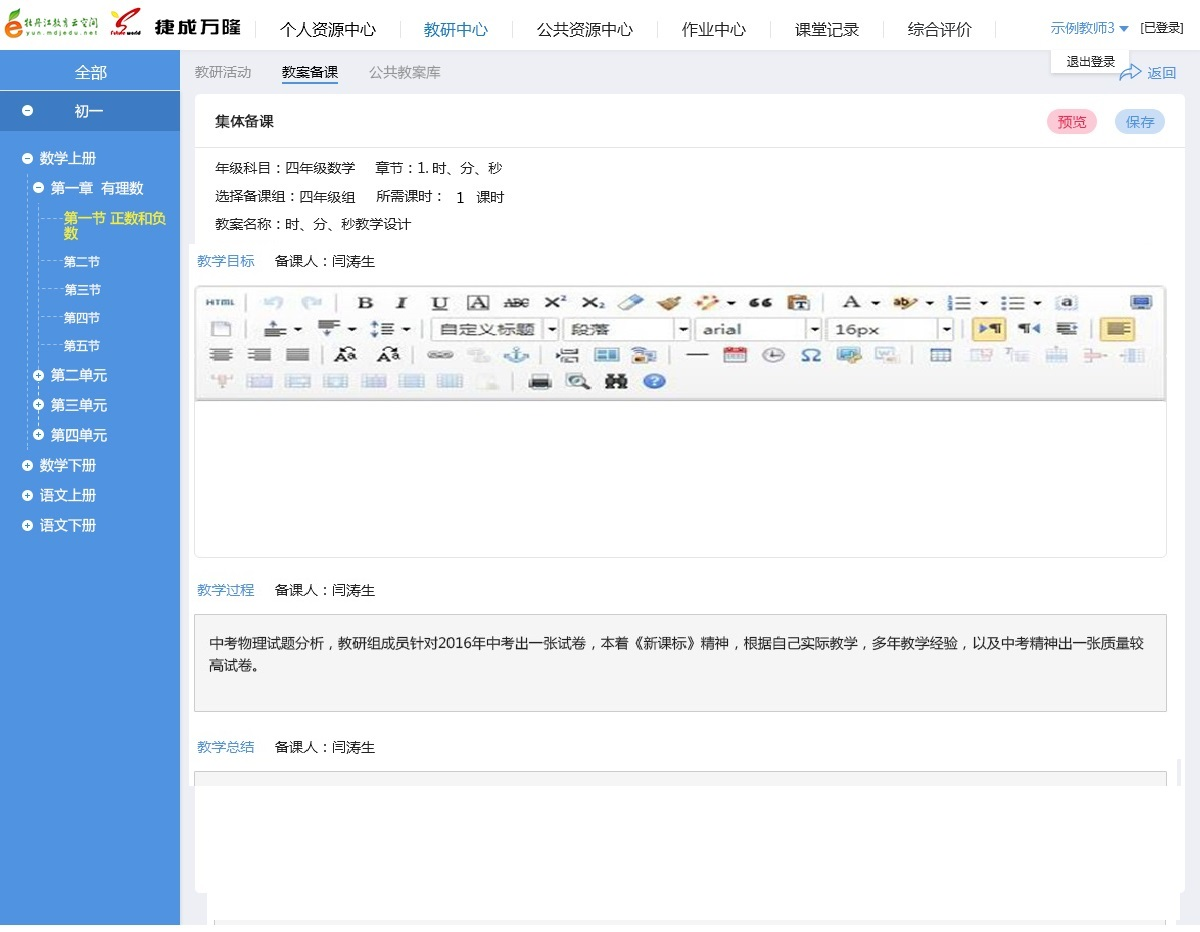 牡丹江教育云空间
yun.mdjedu.net
Future world
捷成万隆
个人资源中心
教研中心
公共资源中心
作业中心
课堂记录
综合评价
示例教师3
[已登录]
退出登录
返回
全部
初一
数学上册
第一章 有理数
第一节 正数和负
数
第二节
第三节
第四节
第五节
第二单元
第三单元
第四单元
数学下册
语文上册
语文下册
教研活动
教案备课
公共教案库
集体备课
预览
保存
年级科目：四年级数学 章节：1. 时、分、秒
选择备课组：四年级组 所需课时： 1 课时
教案名称：时、分、秒教学设计
教学目标 备课人：闫涛生
HTML B I U A ABC X² X₂ A ab a
自定义标题 段落 arial 16px
Aa Aa Ω
教学过程 备课人：闫涛生
中考物理试题分析，教研组成员针对2016年中考出一张试卷，本着《新课标》精神，根据自己实际教学，多年教学经验，以及中考精神出一张质量较
高试卷。
教学总结 备课人：闫涛生